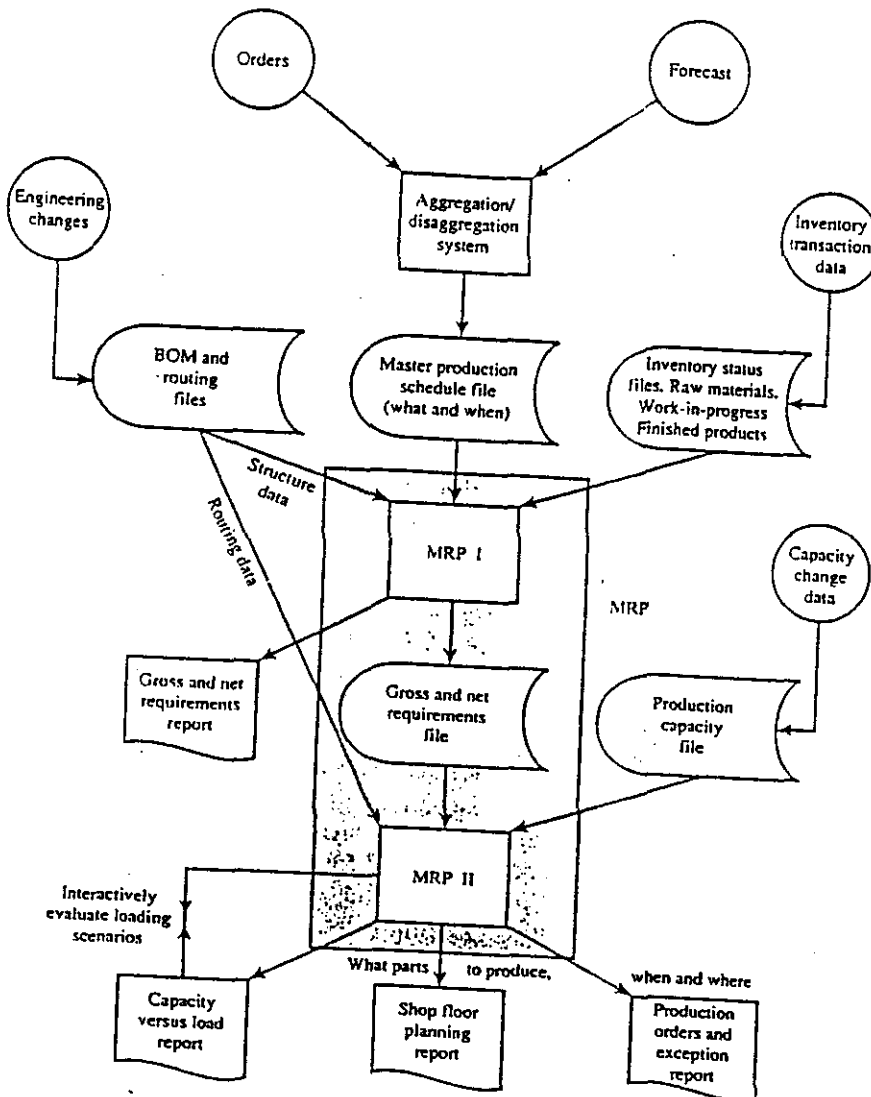 Orders
Forecast
Engineering
changes
Aggregation/
disaggregation
system
Inventory
transaction
data
BOM and
routing
files
Master production
schedule file
(what and when)
Inventory status
files. Raw materials.
Work-in-progress
Finished products
Structure
data
Routing data
MRP I
MRP
Capacity
change
data
Gross and net
requirements
report
Gross and net
requirements
file
Production
capacity
file
MRP II
Interactively
evaluate loading
scenarios
What parts to produce, when and where
Capacity
versus load
report
Shop floor
planning
report
Production
orders and
exception
report